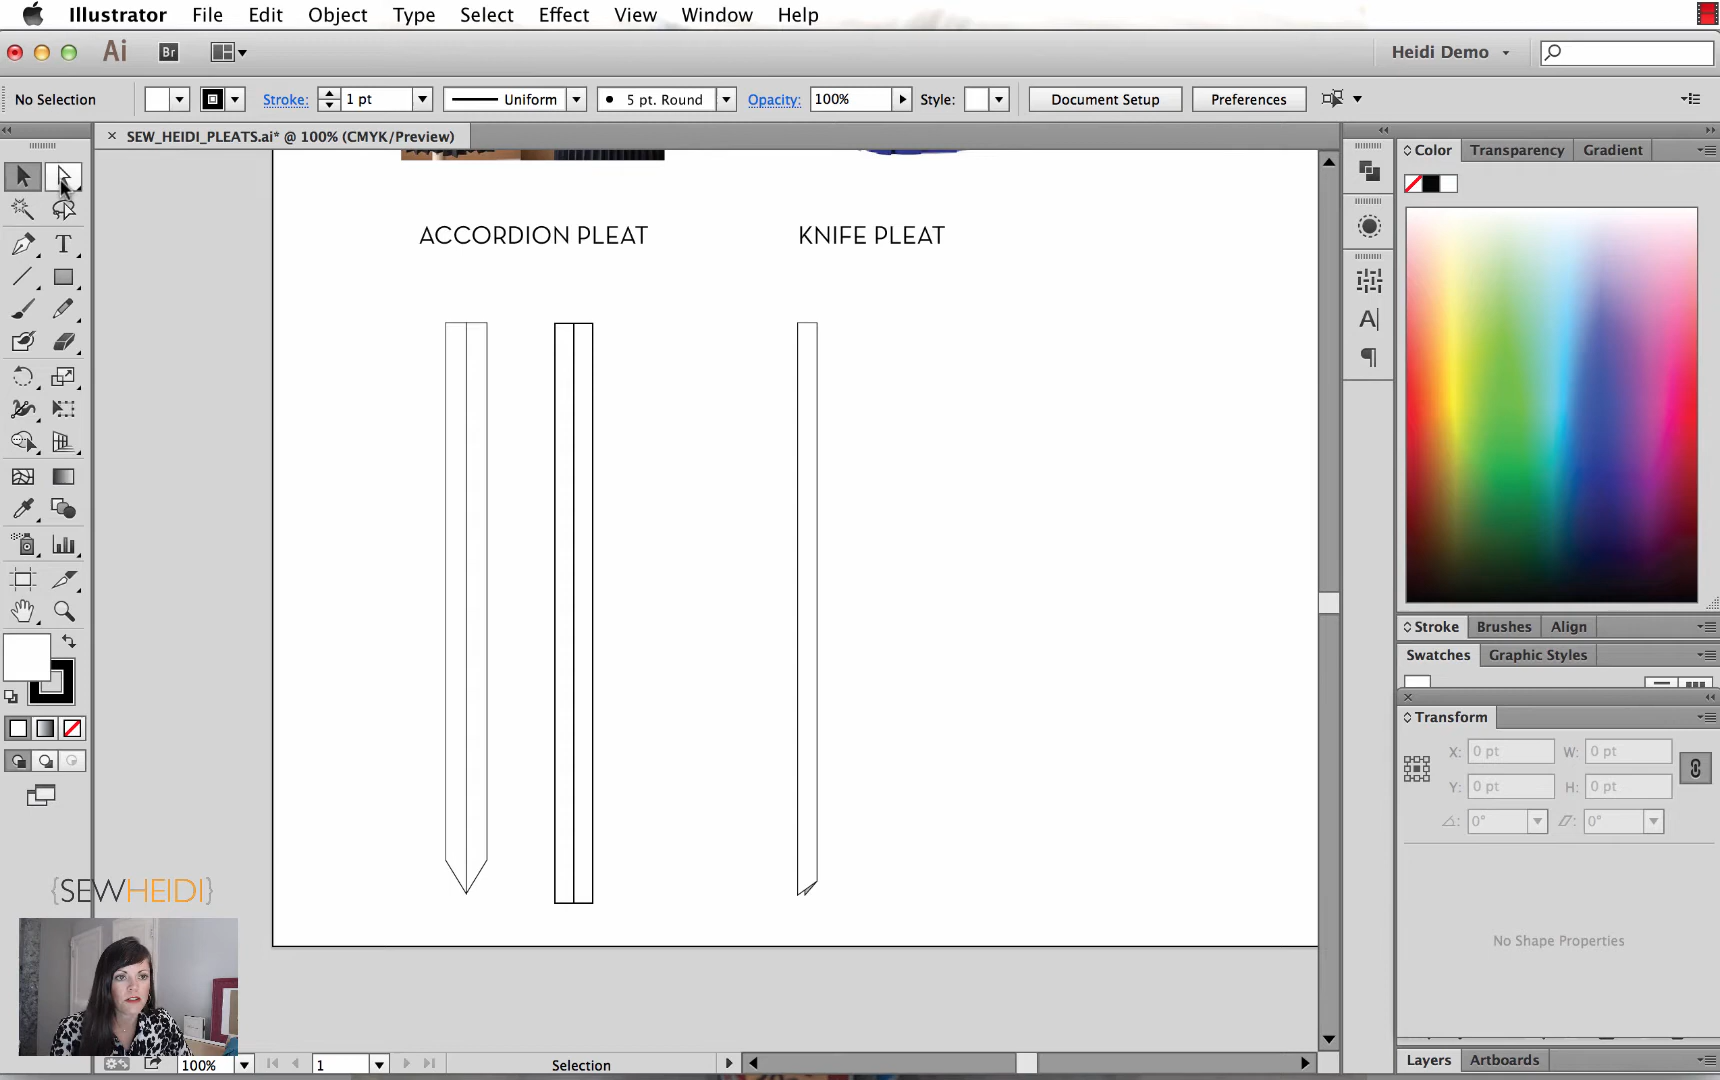 Illustrator File Edit Object Type Select Effect View Window Help
Ai Br Heidi Demo
No Selection Stroke: 1 pt Uniform 5 pt. Round Opacity: 100% Style: Document Setup Preferences
SEW_HEIDI_PLEATS.ai* @ 100% (CMYK/Preview)
Color Transparency Gradient
T
ACCORDION PLEAT KNIFE PLEAT
A
Stroke Brushes Align
Swatches Graphic Styles
Transform
X: 0 pt W: 0 pt
Y: 0 pt H: 0 pt
0° 0°
{SEWHEIDI}
No Shape Properties
100% 1 Selection
Layers Artboards